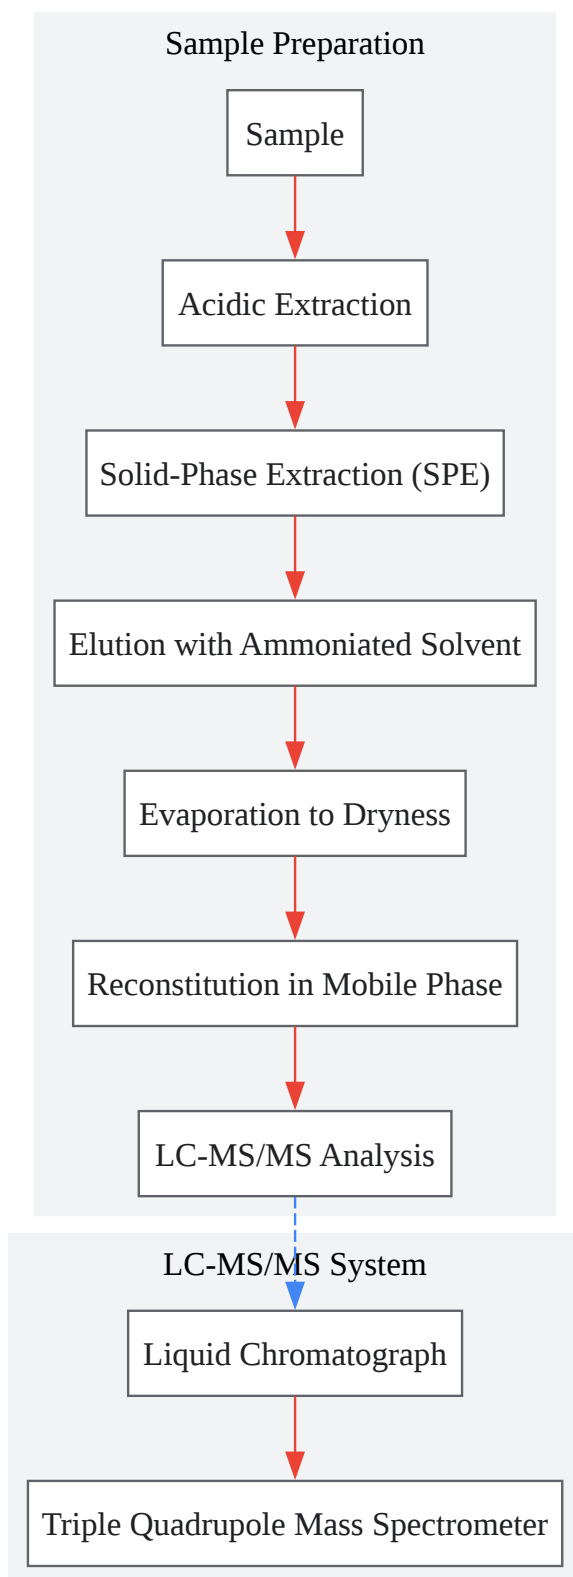 Sample Preparation
Sample
Acidic Extraction
Solid-Phase Extraction (SPE)
Elution with Ammoniated Solvent
Evaporation to Dryness
Reconstitution in Mobile Phase
LC-MS/MS Analysis
LC-MS/MS System
Liquid Chromatograph
Triple Quadrupole Mass Spectrometer